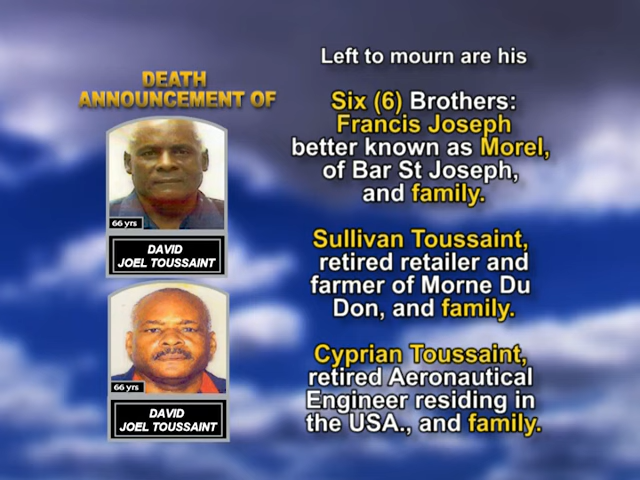 DEATH
ANNOUNCEMENT OF
66 yrs
DAVID
JOEL TOUSSAINT
66 yrs
DAVID
JOEL TOUSSAINT
Left to mourn are his
Six (6) Brothers:
Francis Joseph
better known as Morel,
of Bar St Joseph,
and family.
Sullivan Toussaint,
retired retailer and
farmer of Morne Du
Don, and family.
Cyprian Toussaint,
retired Aeronautical
Engineer residing in
the USA., and family.